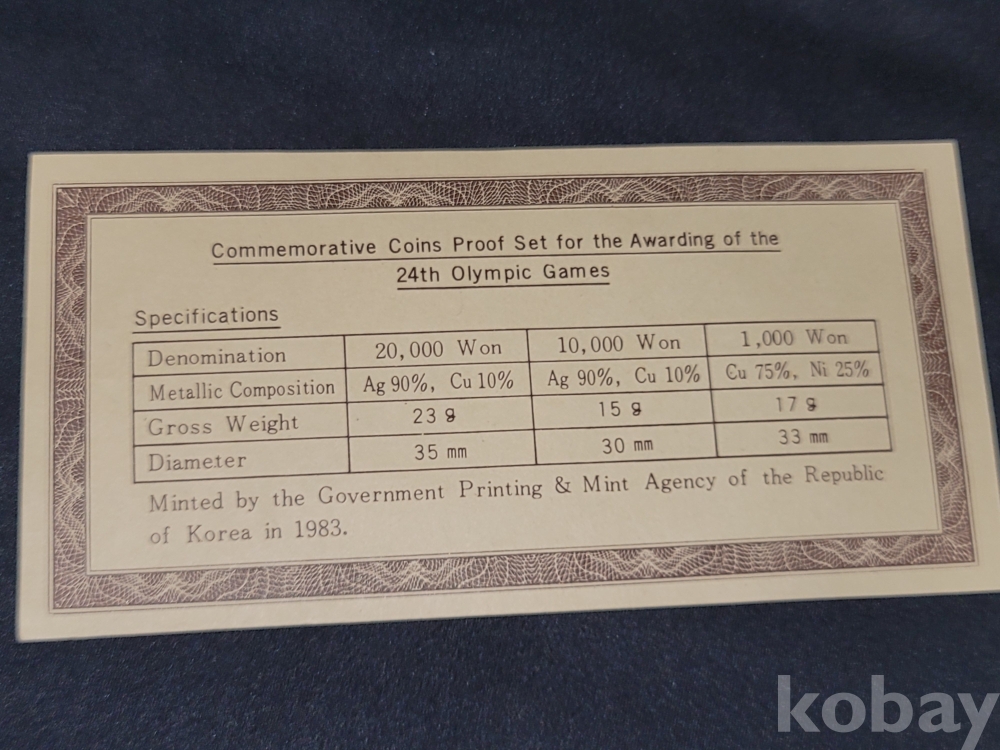 Commemorative Coins Proof Set for the Awarding of the
24th Olympic Games
Specifications
Denomination 20,000 Won 10,000 Won 1,000 Won
Metallic Composition Ag 90%, Cu 10% Ag 90%, Cu 10% Cu 75%, Ni 25%
Gross Weight 23 g 15 g 17 g
Diameter 35 mm 30 mm 33 mm
Minted by the Government Printing & Mint Agency of the Republic
of Korea in 1983.
kobay